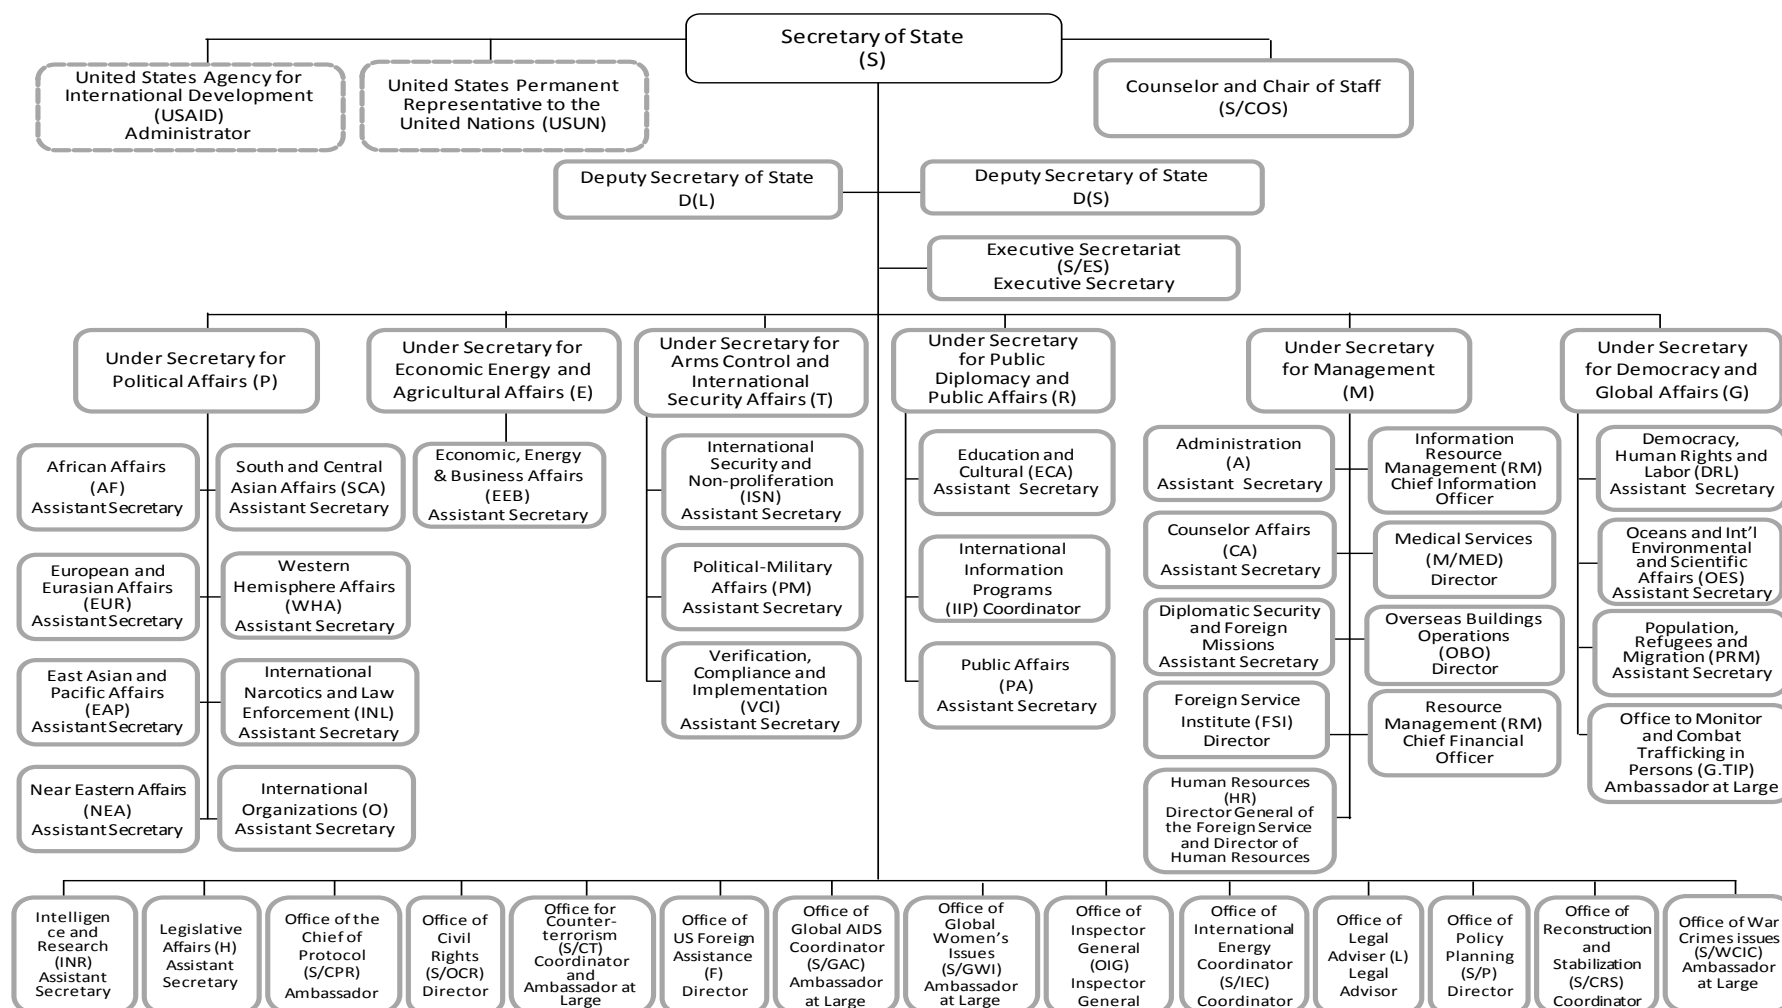 Secretary of State
(S)
United States Agency for
International Development
(USAID)
Administrator
United States Permanent
Representative to the
United Nations (USUN)
Counselor and Chair of Staff
(S/COS)
Deputy Secretary of State
D(L)
Deputy Secretary of State
D(S)
Executive Secretariat
(S/ES)
Executive Secretary
Under Secretary for
Political Affairs (P)
Under Secretary for
Economic Energy and
Agricultural Affairs (E)
Under Secretary for
Arms Control and
International
Security Affairs (T)
Under Secretary
for Public
Diplomacy and
Public Affairs (R)
Under Secretary
for Management
(M)
Under Secretary
for Democracy and
Global Affairs (G)
African Affairs
(AF)
Assistant Secretary
South and Central
Asian Affairs (SCA)
Assistant Secretary
European and
Eurasian Affairs
(EUR)
Assistant Secretary
Western
Hemisphere Affairs
(WHA)
Assistant Secretary
East Asian and
Pacific Affairs
(EAP)
Assistant Secretary
International
Narcotics and Law
Enforcement (INL)
Assistant Secretary
Near Eastern Affairs
(NEA)
Assistant Secretary
International
Organizations (O)
Assistant Secretary
Economic, Energy
& Business Affairs
(EEB)
Assistant Secretary
International
Security and
Non-proliferation
(ISN)
Assistant Secretary
Political-Military
Affairs (PM)
Assistant Secretary
Verification,
Compliance and
Implementation
(VCI)
Assistant Secretary
Education and
Cultural (ECA)
Assistant Secretary
International
Information
Programs
(IIP) Coordinator
Public Affairs
(PA)
Assistant Secretary
Administration
(A)
Assistant Secretary
Information
Resource
Management (RM)
Chief Information
Officer
Counselor Affairs
(CA)
Assistant Secretary
Medical Services
(M/MED)
Director
Diplomatic Security
and Foreign
Missions
Assistant Secretary
Overseas Buildings
Operations
(OBO)
Director
Foreign Service
Institute (FSI)
Director
Resource
Management (RM)
Chief Financial
Officer
Human Resources
(HR)
Director General of
the Foreign Service
and Director of
Human Resources
Democracy,
Human Rights and
Labor (DRL)
Assistant Secretary
Oceans and Int’l
Environmental
and Scientific
Affairs (OES)
Assistant Secretary
Population,
Refugees and
Migration (PRM)
Assistant Secretary
Office to Monitor
and Combat
Trafficking in
Persons (G.TIP)
Ambassador at Large
Intelligen
ce and
Research
(INR)
Assistant
Secretary
Legislative
Affairs (H)
Assistant
Secretary
Office of the
Chief of
Protocol
(S/CPR)
Ambassador
Office of
Civil
Rights
(S/OCR)
Director
Office for
Counter-
terrorism
(S/CT)
Coordinator
and
Ambassador at
Large
Office of
US Foreign
Assistance
(F)
Director
Office of
Global AIDS
Coordinator
(S/GAC)
Ambassador
at Large
Office of
Global
Women’s
Issues
(S/GWI)
Ambassador
at Large
Office of
Inspector
General
(OIG)
Inspector
General
Office of
International
Energy
Coordinator
(S/IEC)
Coordinator
Office of
Legal
Adviser (L)
Legal
Advisor
Office of
Policy
Planning
(S/P)
Director
Office of
Reconstruction
and
Stabilization
(S/CRS)
Coordinator
Office of War
Crimes issues
(S/WCIC)
Ambassador
at Large